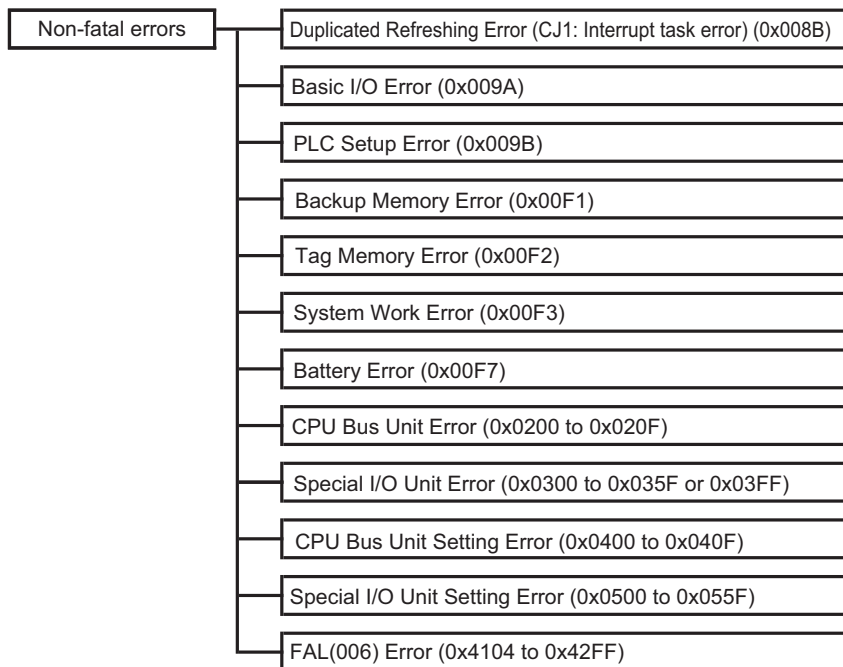 Non-fatal errors
Duplicated Refreshing Error (CJ1: Interrupt task error) (0x008B)
Basic I/O Error (0x009A)
PLC Setup Error (0x009B)
Backup Memory Error (0x00F1)
Tag Memory Error (0x00F2)
System Work Error (0x00F3)
Battery Error (0x00F7)
CPU Bus Unit Error (0x0200 to 0x020F)
Special I/O Unit Error (0x0300 to 0x035F or 0x03FF)
CPU Bus Unit Setting Error (0x0400 to 0x040F)
Special I/O Unit Setting Error (0x0500 to 0x055F)
FAL(006) Error (0x4104 to 0x42FF)